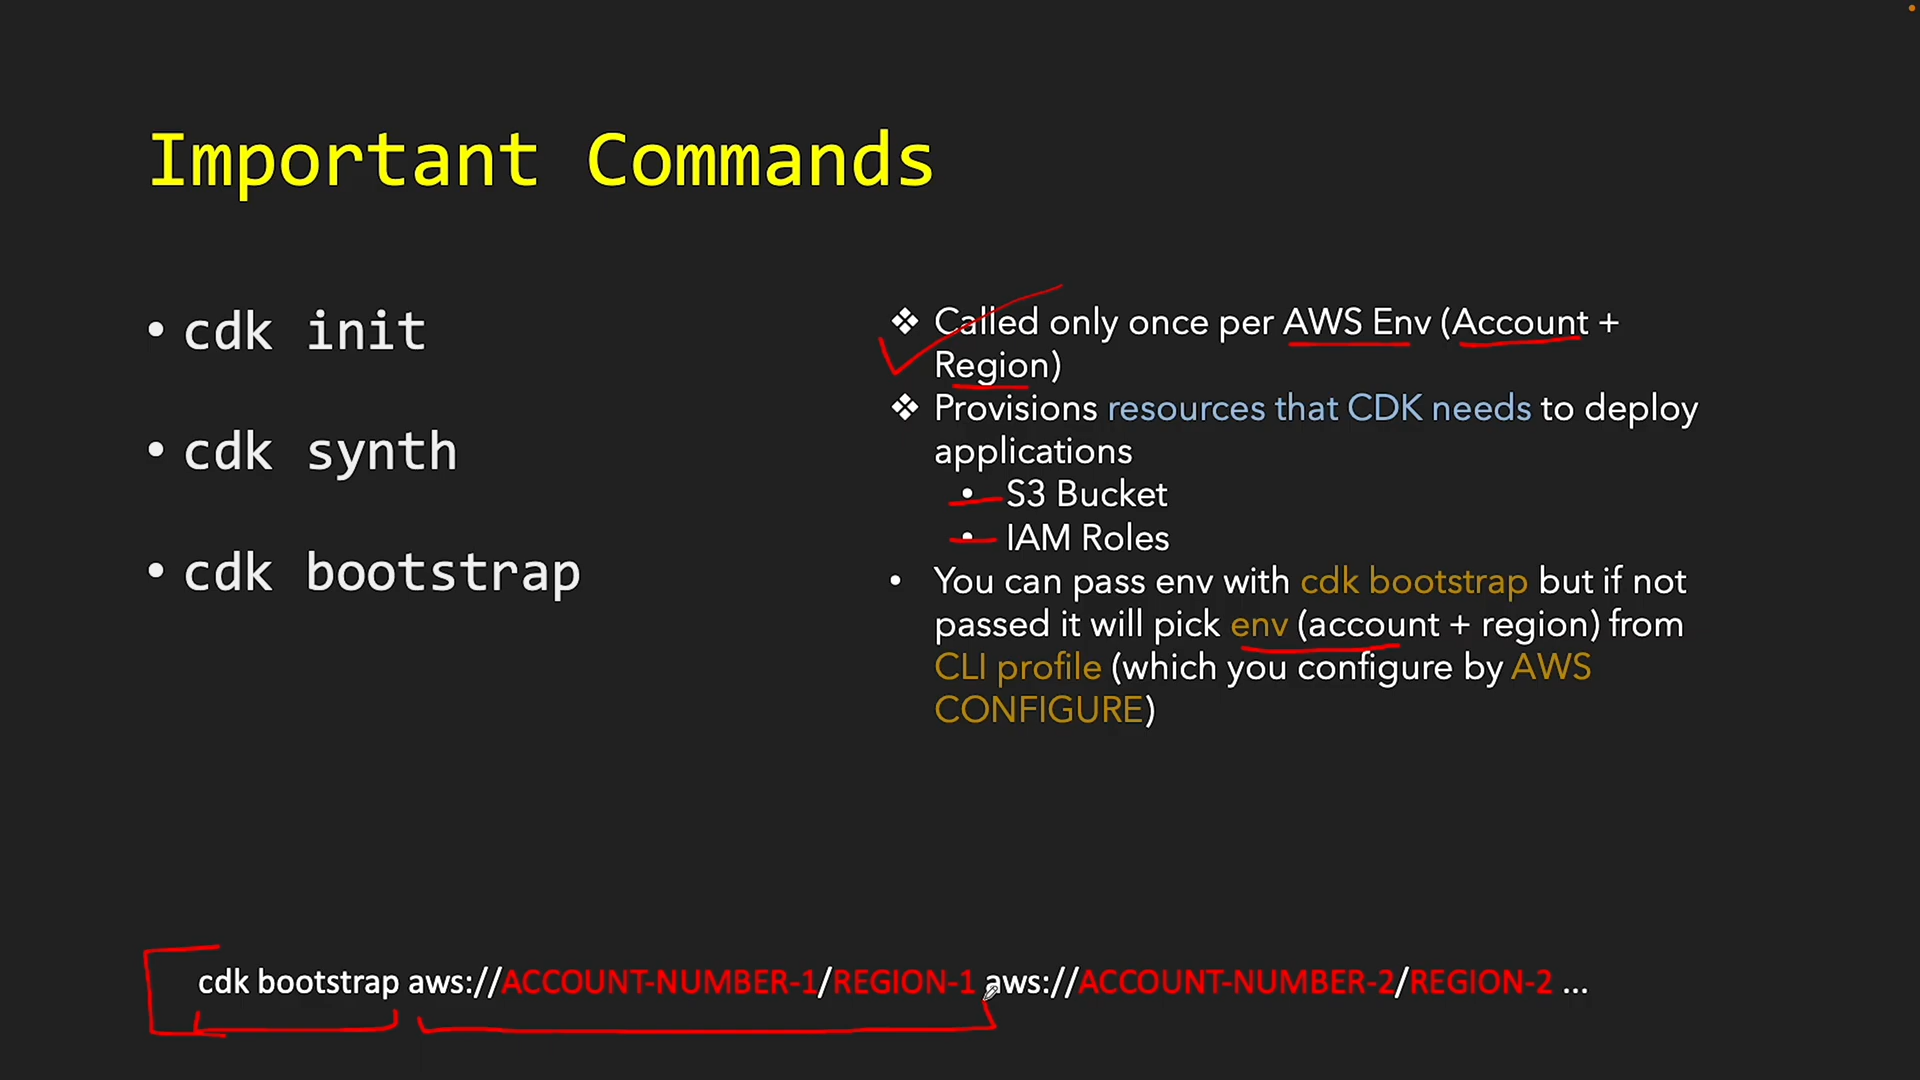 Important Commands
• cdk init
• cdk synth
• cdk bootstrap
❖ Called only once per AWS Env (Account +
Region)
❖ Provisions resources that CDK needs to deploy
applications
• S3 Bucket
• IAM Roles
• You can pass env with cdk bootstrap but if not
passed it will pick env (account + region) from
CLI profile (which you configure by AWS
CONFIGURE)
cdk bootstrap aws://ACCOUNT-NUMBER-1/REGION-1 aws://ACCOUNT-NUMBER-2/REGION-2 ...